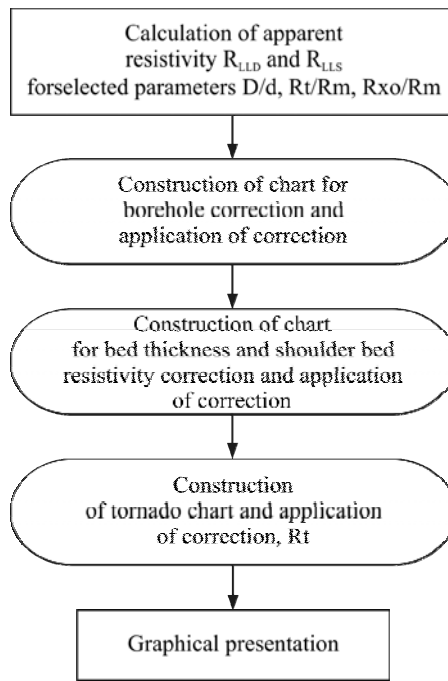 Calculation of apparent
resistivity R_LLD and R_LLS
forselected parameters D/d, Rt/Rm, Rxo/Rm
Construction of chart for
borehole correction and
application of correction
Construction of chart
for bed thickness and shoulder bed
resistivity correction and application
of correction
Construction
of tornado chart and application
of correction, Rt
Graphical presentation